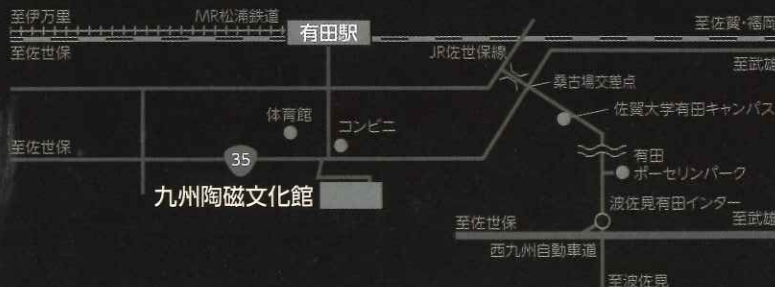 至伊万里
MR松浦鉄道
有田駅
至佐賀・福岡
至佐世保
JR佐世保線
至武雄
桑古場交差点
佐賀大学有田キャンパス
体育館
コンビニ
至佐世保
35
有田
ポーセリンパーク
九州陶磁文化館
波佐見有田インター
至佐世保
至武雄
西九州自動車道
至波佐見